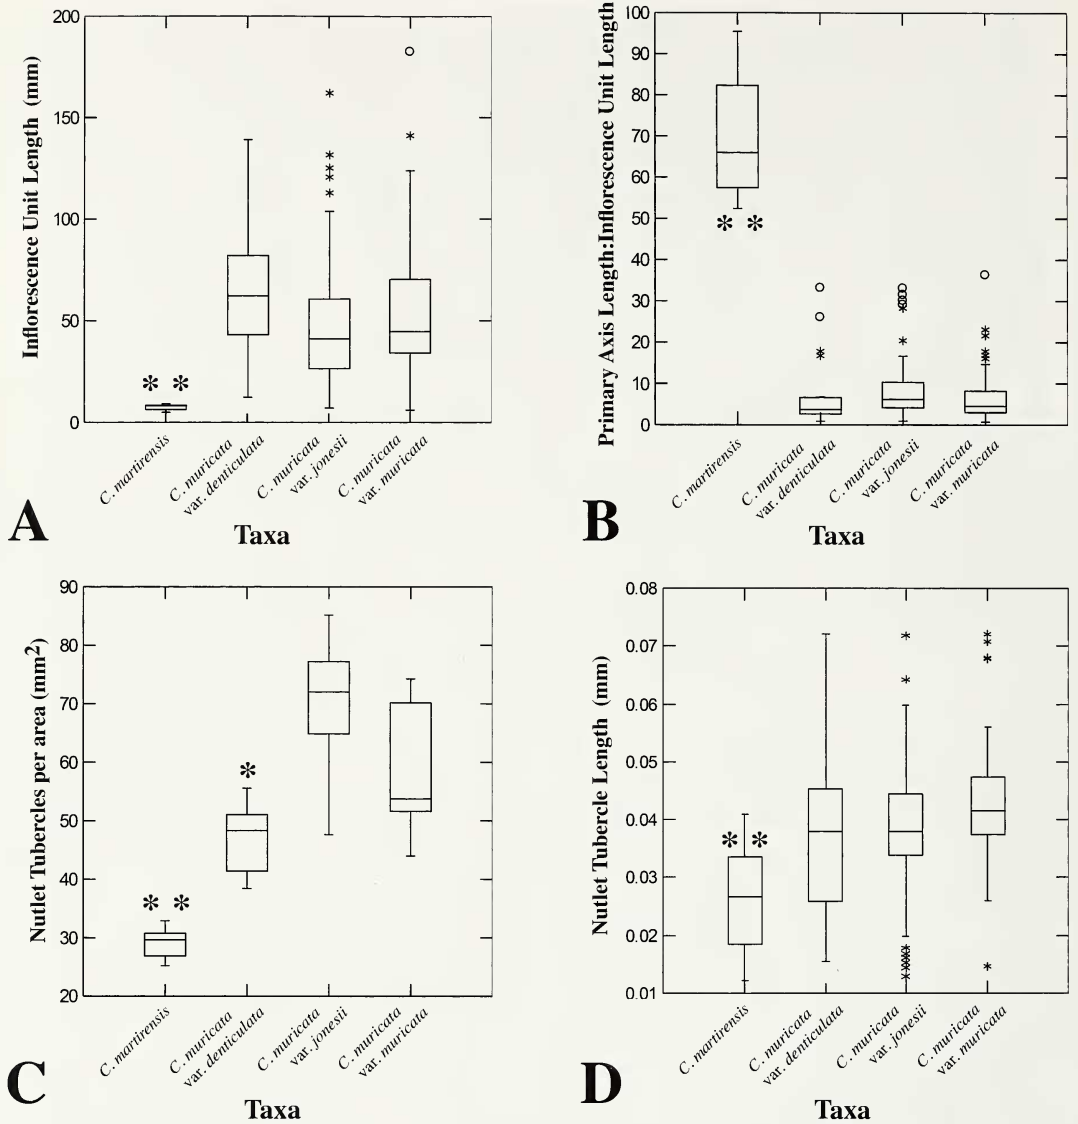 200
150
100
50
0
Inflorescence Unit Length (mm)
* *
C. martirensis
C. muricata
var. denticulata
C. muricata
var. jonesii
C. muricata
var. muricata
Taxa
A
100
90
80
70
60
50
40
30
20
10
0
Primary Axis Length:Inflorescence Unit Length
* *
C. martirensis
C. muricata
var. denticulata
C. muricata
var. jonesii
C. muricata
var. muricata
Taxa
B
90
80
70
60
50
40
30
20
Nutlet Tubercles per area (mm2)
* *
*
C. martirensis
C. muricata
var. denticulata
C. muricata
var. jonesii
C. muricata
var. muricata
Taxa
C
0.08
0.07
0.06
0.05
0.04
0.03
0.02
0.01
Nutlet Tubercle Length (mm)
* *
C. martirensis
C. muricata
var. denticulata
C. muricata
var. jonesii
C. muricata
var. muricata
Taxa
D